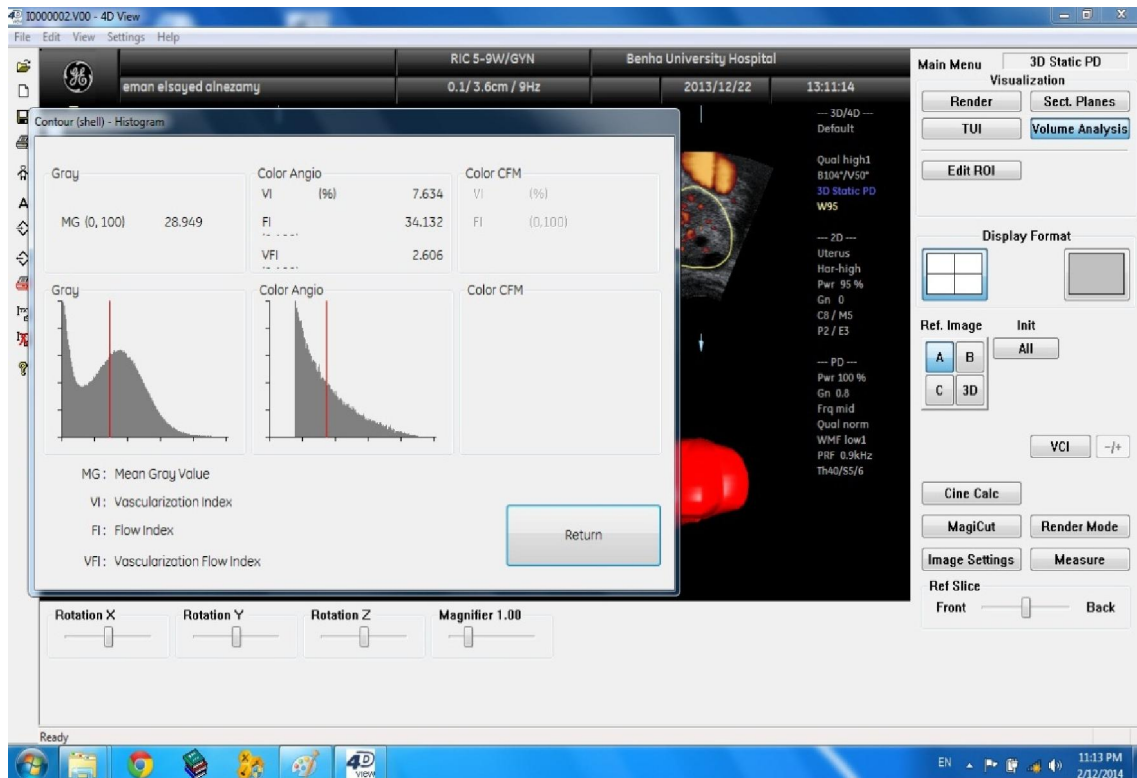 ID000002.V00 - 4D View
File Edit View Settings Help
RIC 5-9W/GYN Benha University Hospital
eman elsayed alnezamy 0.1/ 3.6cm / 9Hz 2013/12/22 13:11:14
Contour (shell) - Histogram
Gray
MG (0, 100) 28.949
Color Angio
VI (%) 7.634
FI 34.132
VFI 2.606
Color CFM
VI (%)
FI (0,100)
Gray
Color Angio
Color CFM
MG : Mean Gray Value
VI : Vascularization Index
FI : Flow Index
VFI : Vascularization Flow Index
Return
--- 3D/4D ---
Default
Qual high1
B104°/V50°
3D Static PD
W95
--- 2D ---
Uterus
Har-high
Pwr 95 %
Gn 0
C8 / M5
P2 / E3
--- PD ---
Pwr 100 %
Gn 0.8
Frq mid
Qual norm
WMF low1
PRF 0.9kHz
Th40/S5/6
Main Menu 3D Static PD
Visualization
Render Sect. Planes
TUI Volume Analysis
Edit ROI
Display Format
Ref. Image Init
A B All
C 3D
VCI -/+
Cine Calc
MagiCut Render Mode
Image Settings Measure
Ref Slice
Front Back
Rotation X Rotation Y Rotation Z Magnifier 1.00
Ready
4D VIEW
EN 11:13 PM
2/12/2014